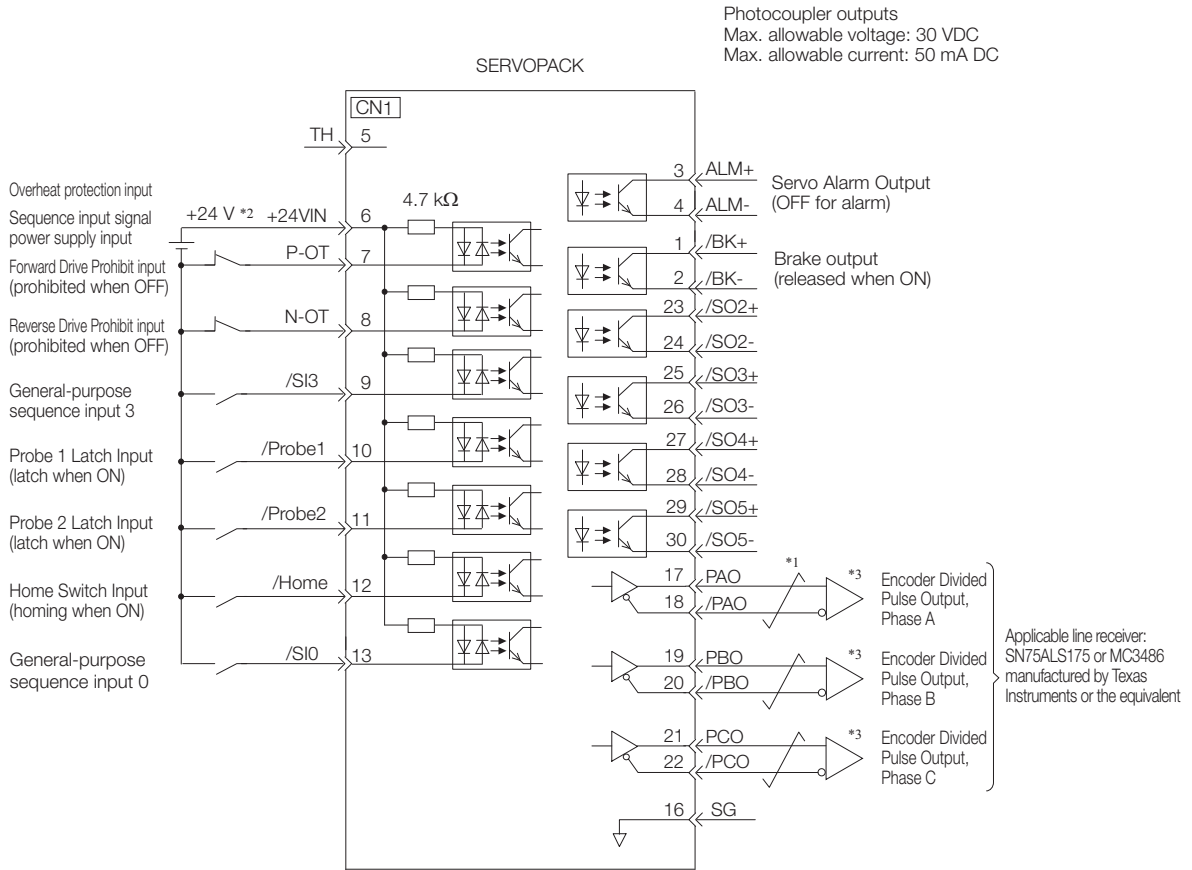 Photocoupler outputs
Max. allowable voltage: 30 VDC
Max. allowable current: 50 mA DC
SERVOPACK
CN1
TH 5
Overheat protection input
Sequence input signal
power supply input
+24 V *2 +24VIN 6
4.7 kΩ
P-OT 7
Forward Drive Prohibit input
(prohibited when OFF)
N-OT 8
Reverse Drive Prohibit input
(prohibited when OFF)
/SI3 9
General-purpose
sequence input 3
/Probe1 10
Probe 1 Latch Input
(latch when ON)
/Probe2 11
Probe 2 Latch Input
(latch when ON)
/Home 12
Home Switch Input
(homing when ON)
/SI0 13
General-purpose
sequence input 0
3 ALM+
4 ALM-
Servo Alarm Output
(OFF for alarm)
1 /BK+
2 /BK-
Brake output
(released when ON)
23 /SO2+
24 /SO2-
25 /SO3+
26 /SO3-
27 /SO4+
28 /SO4-
29 /SO5+
30 /SO5-
17 PAO
18 /PAO
*1
*3
Encoder Divided
Pulse Output,
Phase A
19 PBO
20 /PBO
*3
Encoder Divided
Pulse Output,
Phase B
21 PCO
22 /PCO
*3
Encoder Divided
Pulse Output,
Phase C
Applicable line receiver:
SN75ALS175 or MC3486
manufactured by Texas
Instruments or the equivalent
16 SG